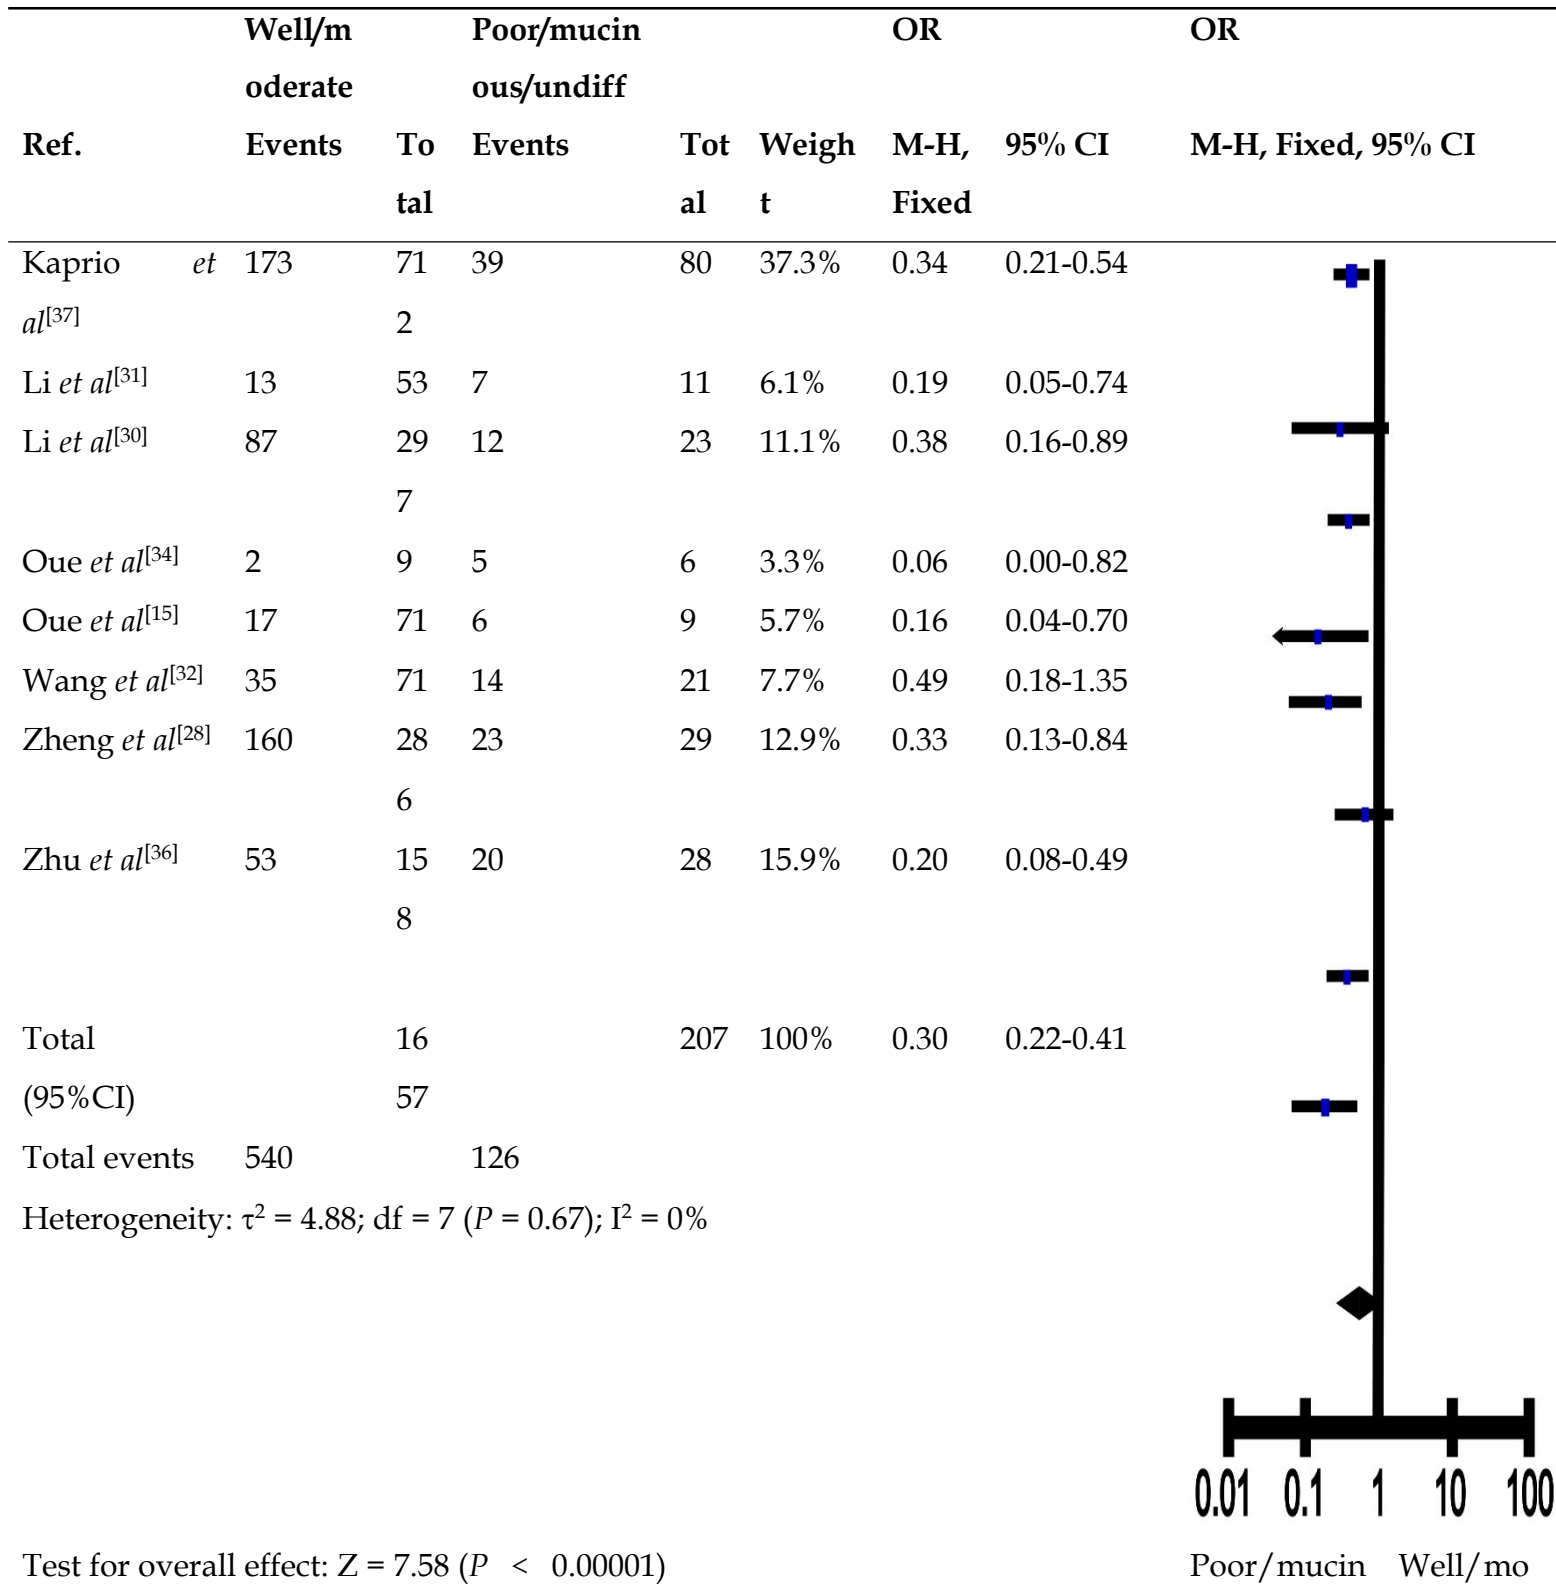 Well/m Poor/mucin OR OR
oderate ous/undiff
Ref. Events To Events Tot Weigh M-H, 95% CI M-H, Fixed, 95% CI
tal al t Fixed
Kaprio et 173 71 39 80 37.3% 0.34 0.21-0.54
al[37] 2
Li et al[31] 13 53 7 11 6.1% 0.19 0.05-0.74
Li et al[30] 87 29 12 23 11.1% 0.38 0.16-0.89
7
Oue et al[34] 2 9 5 6 3.3% 0.06 0.00-0.82
Oue et al[15] 17 71 6 9 5.7% 0.16 0.04-0.70
Wang et al[32] 35 71 14 21 7.7% 0.49 0.18-1.35
Zheng et al[28] 160 28 23 29 12.9% 0.33 0.13-0.84
6
Zhu et al[36] 53 15 20 28 15.9% 0.20 0.08-0.49
8
Total 16 207 100% 0.30 0.22-0.41
(95%CI) 57
Total events 540 126
Heterogeneity: τ² = 4.88; df = 7 (P = 0.67); I² = 0%
0.01 0.1 1 10 100
Test for overall effect: Z = 7.58 (P < 0.00001) Poor/mucin Well/mo